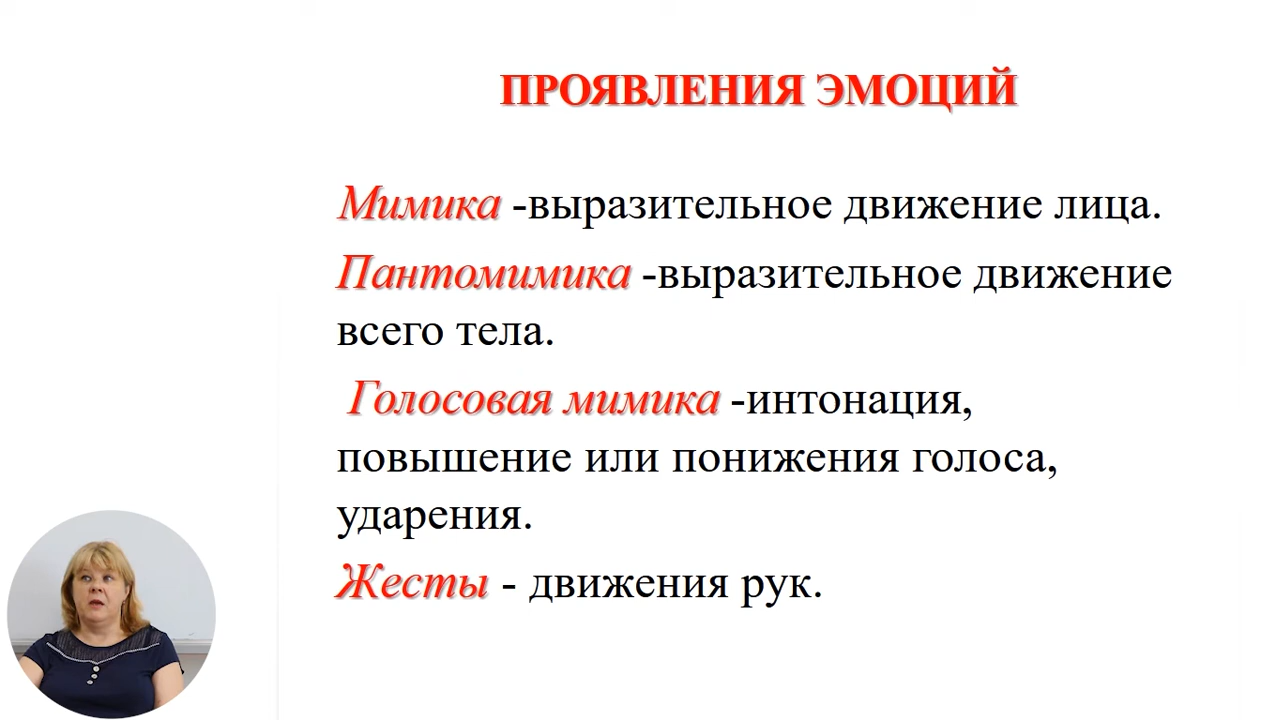 ПРОЯВЛЕНИЯ ЭМОЦИЙ
Мимика -выразительное движение лица.
Пантомимика -выразительное движение
всего тела.
Голосовая мимика -интонация,
повышение или понижения голоса,
ударения.
Жесты - движения рук.